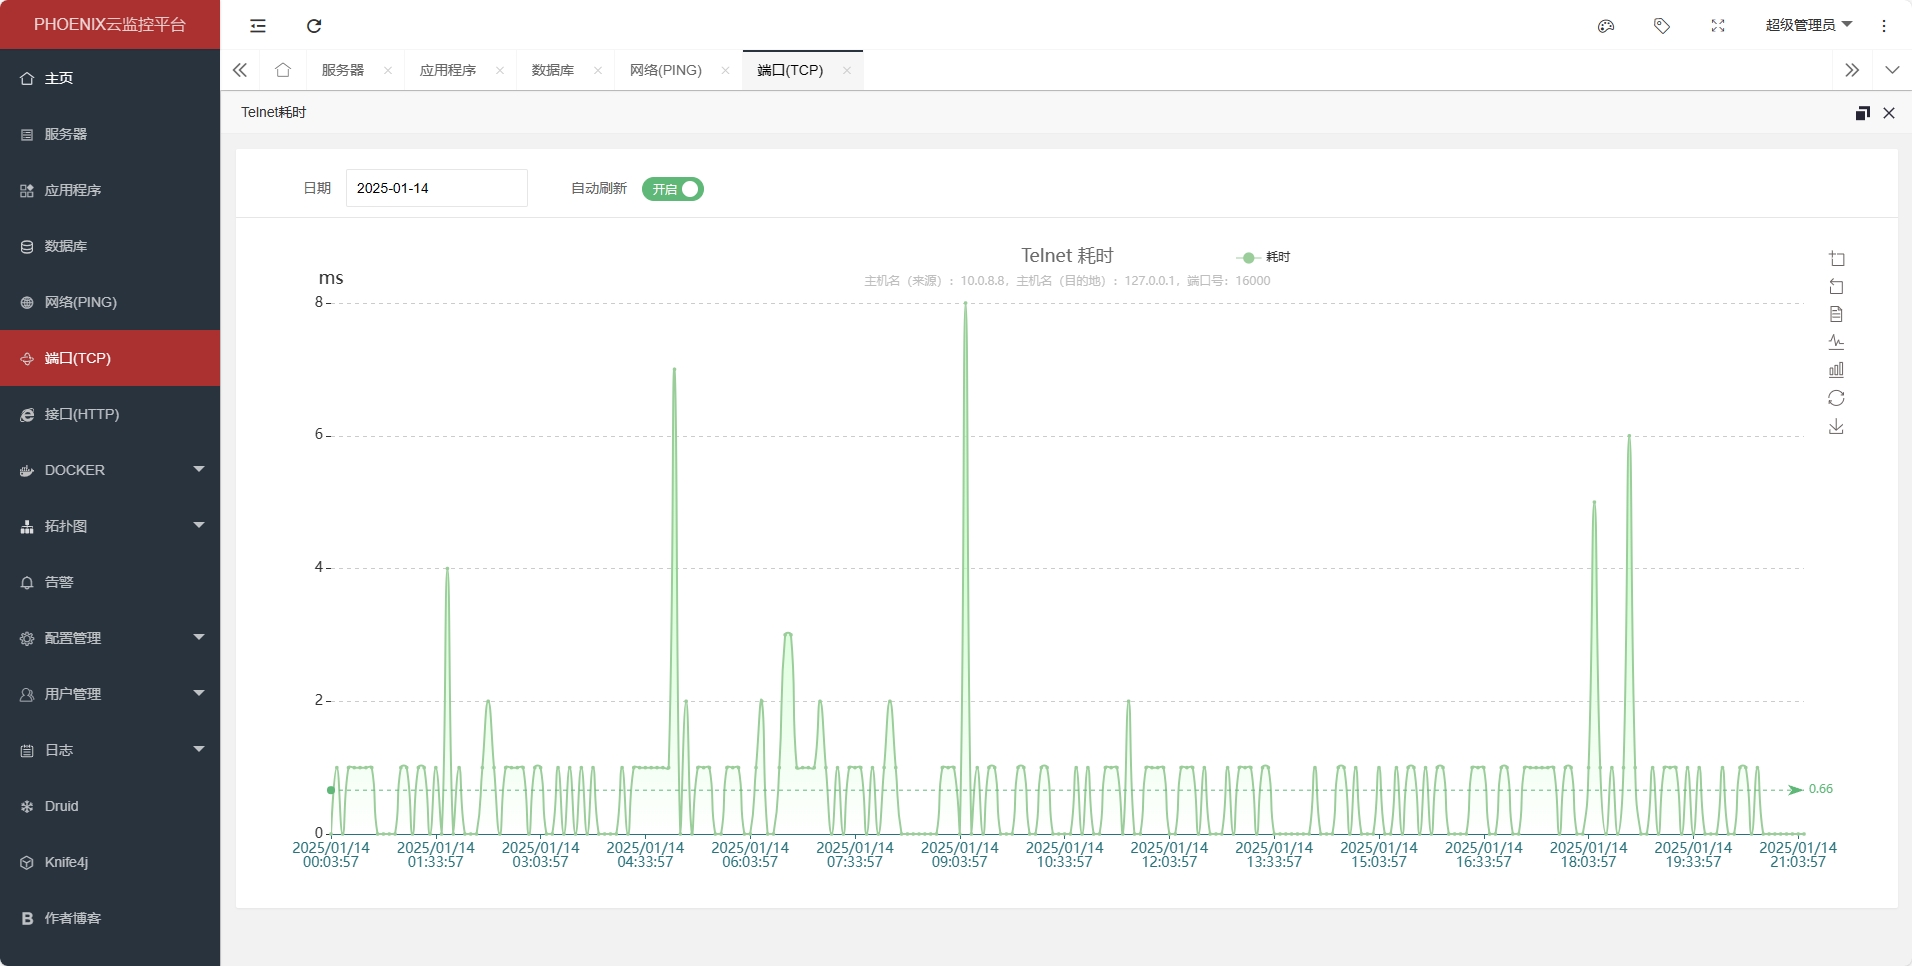 PHOENIX云监控平台
超级管理员
服务器
应用程序
数据库
网络(PING)
端口(TCP)
主页
服务器
应用程序
数据库
网络(PING)
端口(TCP)
接口(HTTP)
DOCKER
拓扑图
告警
配置管理
用户管理
日志
Druid
Knife4j
作者博客
Telnet耗时
日期
2025-01-14
自动刷新
开启
Telnet 耗时
耗时
主机名（来源）：10.0.8.8，主机名（目的地）：127.0.0.1，端口号：16000
ms
8
6
4
2
0
0.66
2025/01/14
00:03:57
2025/01/14
01:33:57
2025/01/14
03:03:57
2025/01/14
04:33:57
2025/01/14
06:03:57
2025/01/14
07:33:57
2025/01/14
09:03:57
2025/01/14
10:33:57
2025/01/14
12:03:57
2025/01/14
13:33:57
2025/01/14
15:03:57
2025/01/14
16:33:57
2025/01/14
18:03:57
2025/01/14
19:33:57
2025/01/14
21:03:57